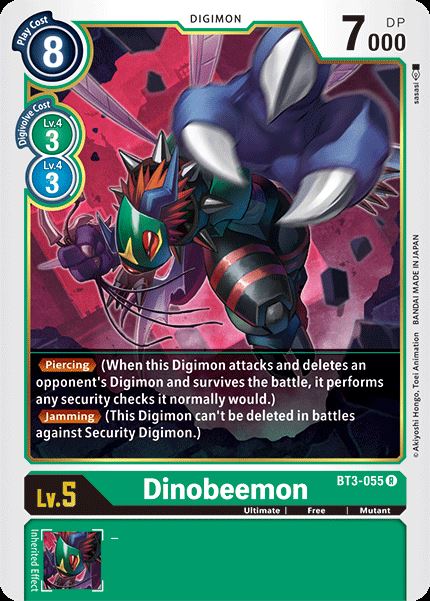 DIGIMON
Play Cost
8
DP
7000
Digivolve Cost
Lv.4
3
Lv.4
3
sasasi
© Akiyoshi Hongo, Toei Animation BANDAI MADE IN JAPAN
Piercing (When this Digimon attacks and deletes an
opponent's Digimon and survives the battle, it performs
any security checks it normally would.)
Jamming (This Digimon can't be deleted in battles
against Security Digimon.)
Lv.5
Dinobeemon
BT3-055 R
Ultimate | Free | Mutant
Inherited Effect
–